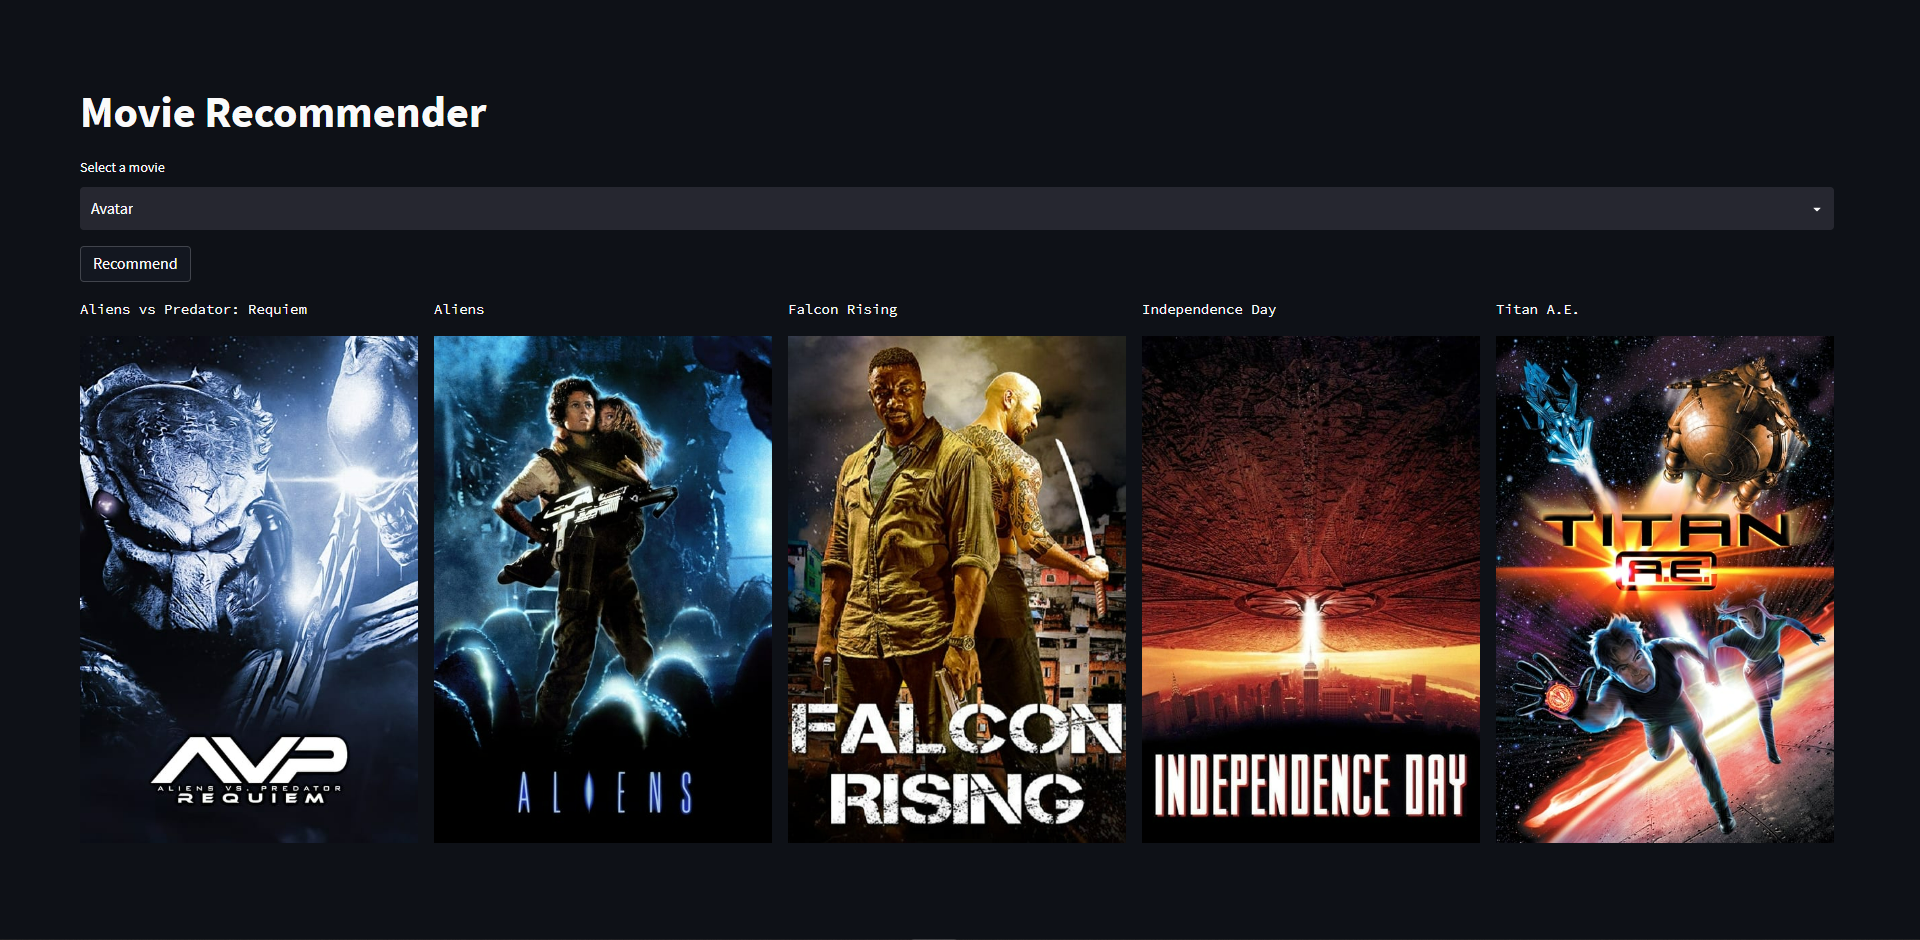 Movie Recommender
Select a movie
Avatar
Recommend
Aliens vs Predator: Requiem
Aliens
Falcon Rising
Independence Day
Titan A.E.
AVP
ALIENS VS. PREDATOR
REQUIEM
ALIENS
FALCON
RISING
INDEPENDENCE DAY
TITAN
A.E.